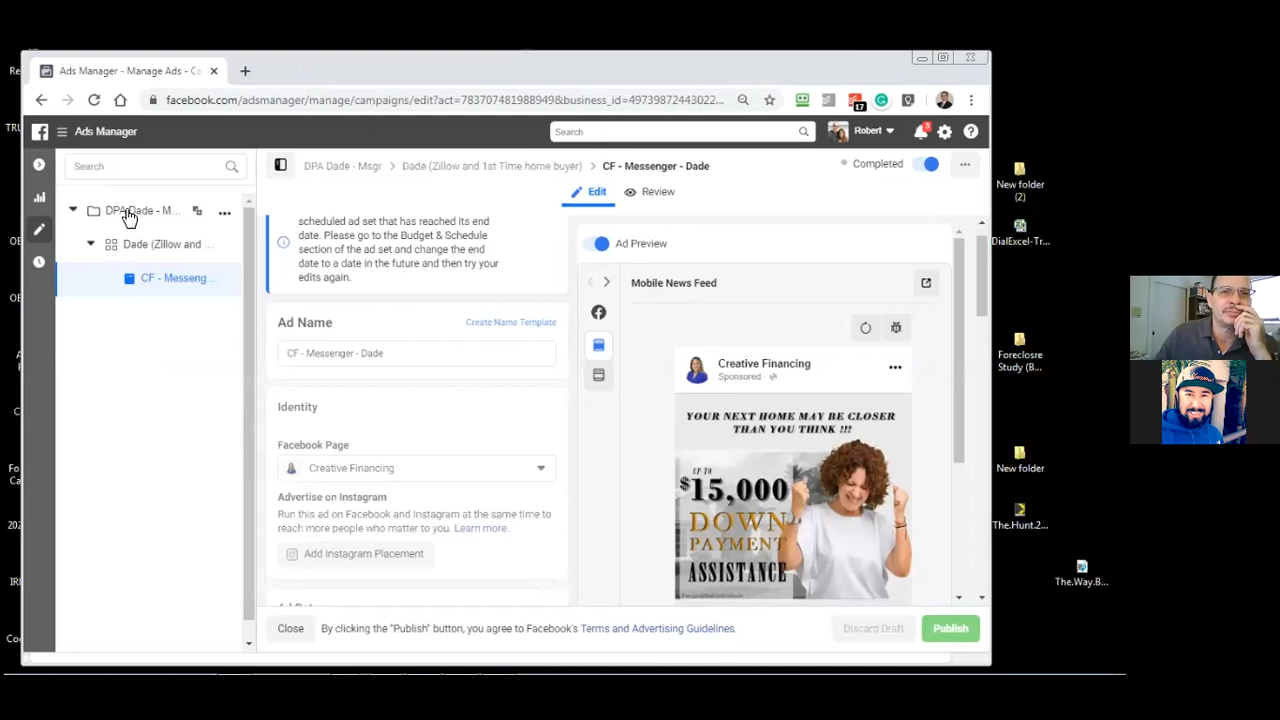 Ads Manager - Manage Ads - Ca
facebook.com/adsmanager/manage/campaigns/edit?act=7837074819889498&business_id=49739872443022...
17
Ads Manager
Search
Robert
3
Search
DPA Dade - Msgr
Dade (Zillow and 1st Time home buyer)
CF - Messenger - Dade
Completed
Edit
Review
DPA Dade - M...
Dade (Zillow and ...
CF - Messeng...
scheduled ad set that has reached its end
date. Please go to the Budget & Schedule
section of the ad set and change the
end date to a date in the future and then try your
edits again.
Ad Name
Create Name Template
CF - Messenger - Dade
Identity
Facebook Page
Creative Financing
Advertise on Instagram
Run this ad on Facebook and Instagram at the same time to
reach more people who matter to you. Learn more.
Add Instagram Placement
Ad Preview
Mobile News Feed
Creative Financing
Sponsored
YOUR NEXT HOME MAY BE CLOSER
THAN YOU THINK !!!
UP TO
$15,000
DOWN
PAYMENT
ASSISTANCE
Close
By clicking the "Publish" button, you agree to Facebook's Terms and Advertising Guidelines.
Discard Draft
Publish
New folder
(2)
DialExcel-Tr...
Foreclosre
Study (B...
New folder
The.Hunt.2...
The.Way.B...